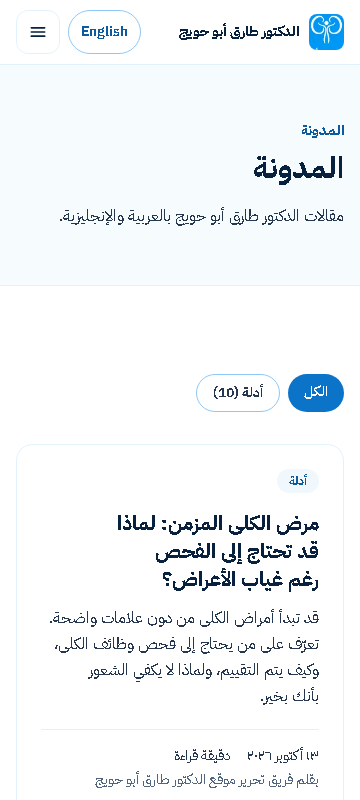 الدكتور طارق أبو حويج
English
المدونة
المدونة
مقالات الدكتور طارق أبو حويج بالعربية والإنجليزية.
الكل
أدلة (10)
أدلة
مرض الكلى المزمن: لماذا
قد تحتاج إلى الفحص
رغم غياب الأعراض؟
قد تبدأ أمراض الكلى من دون علامات واضحة.
تعرّف على من يحتاج إلى فحص وظائف الكلى،
وكيف يتم التقييم، ولماذا لا يكفي الشعور
بأنك بخير.
١٣ أكتوبر ٢٠٢٦ دقيقة قراءة
بقلم فريق تحرير موقع الدكتور طارق أبو حويج